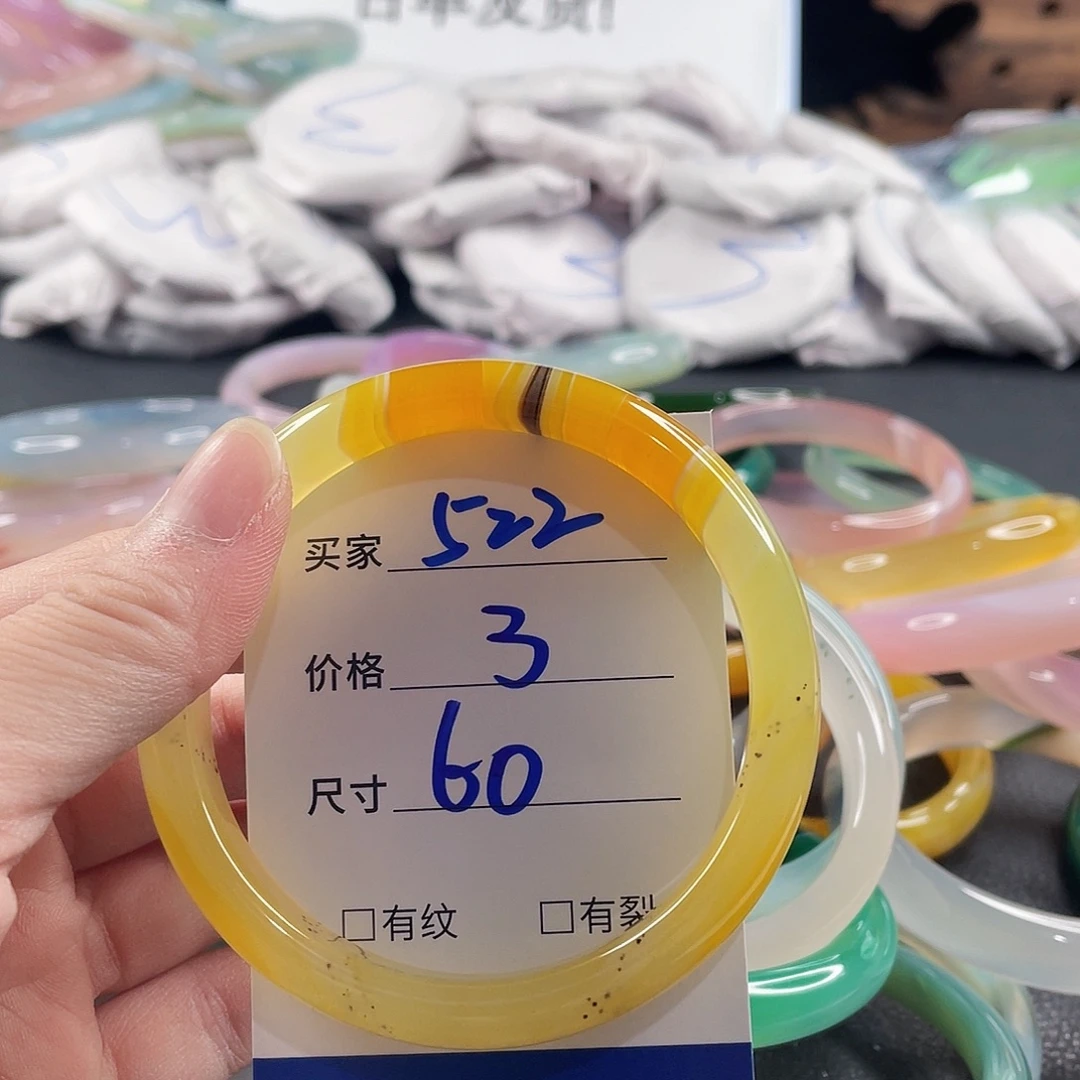 买家 522
价格 3
尺寸 60
□有纹 □有裂